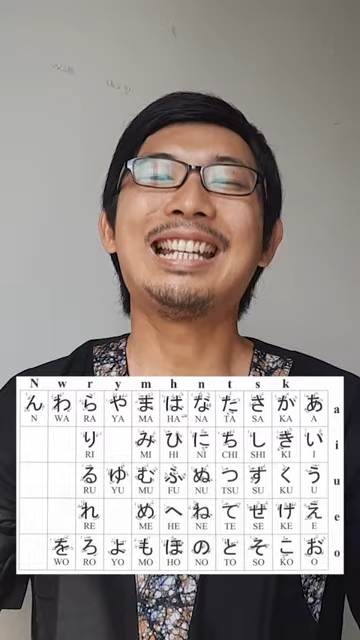 N w r y m h n t s k
ん わ ら や ま は な た さ か あ a
N WA RA YA MA HA NA TA SA KA A
り み ひ に ち し き い i
RI MI HI NI CHI SHI KI I
る ゆ む ふ ぬ つ す く う u
RU YU MU FU NU TSU SU KU U
れ め へ ね て せ け え e
RE ME HE NE TE SE KE E
を ろ よ も ほ の と そ こ お o
WO RO YO MO HO NO TO SO KO O